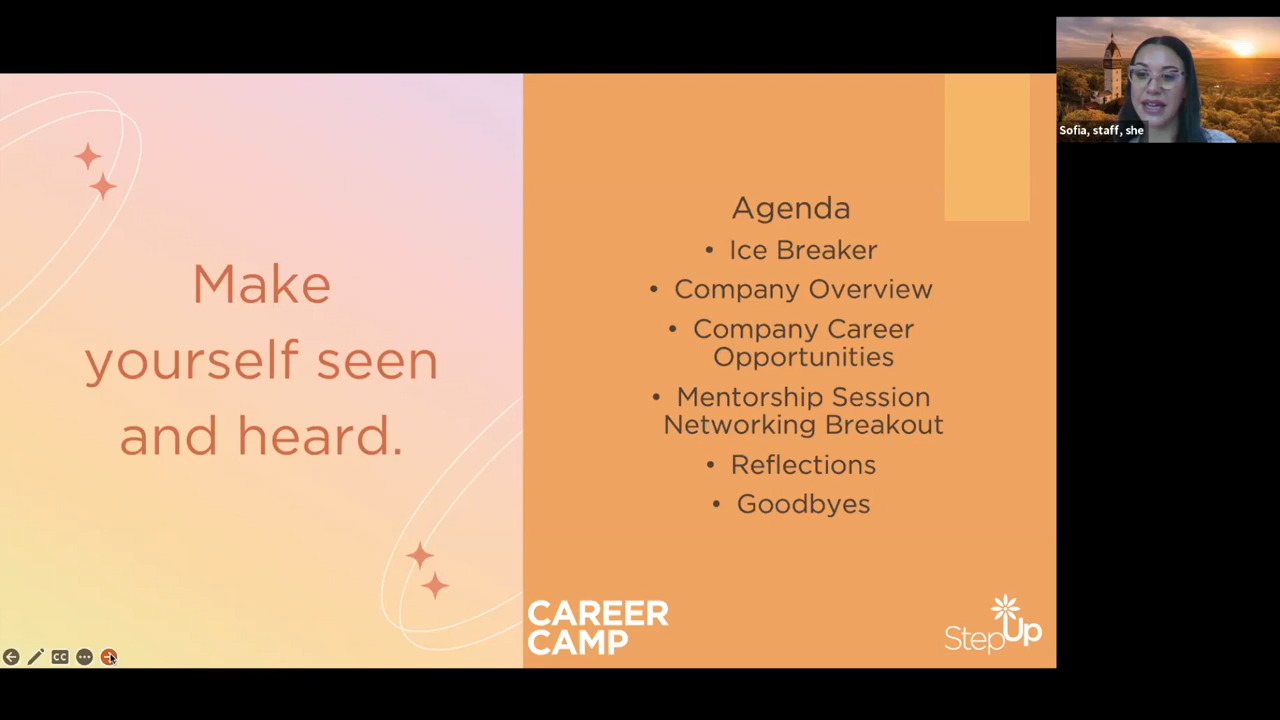 Make
yourself seen
and heard.
Agenda
• Ice Breaker
• Company Overview
• Company Career
Opportunities
• Mentorship Session
Networking Breakout
• Reflections
• Goodbyes
CAREER
CAMP
StepUp
CC
Sofia, staff, she